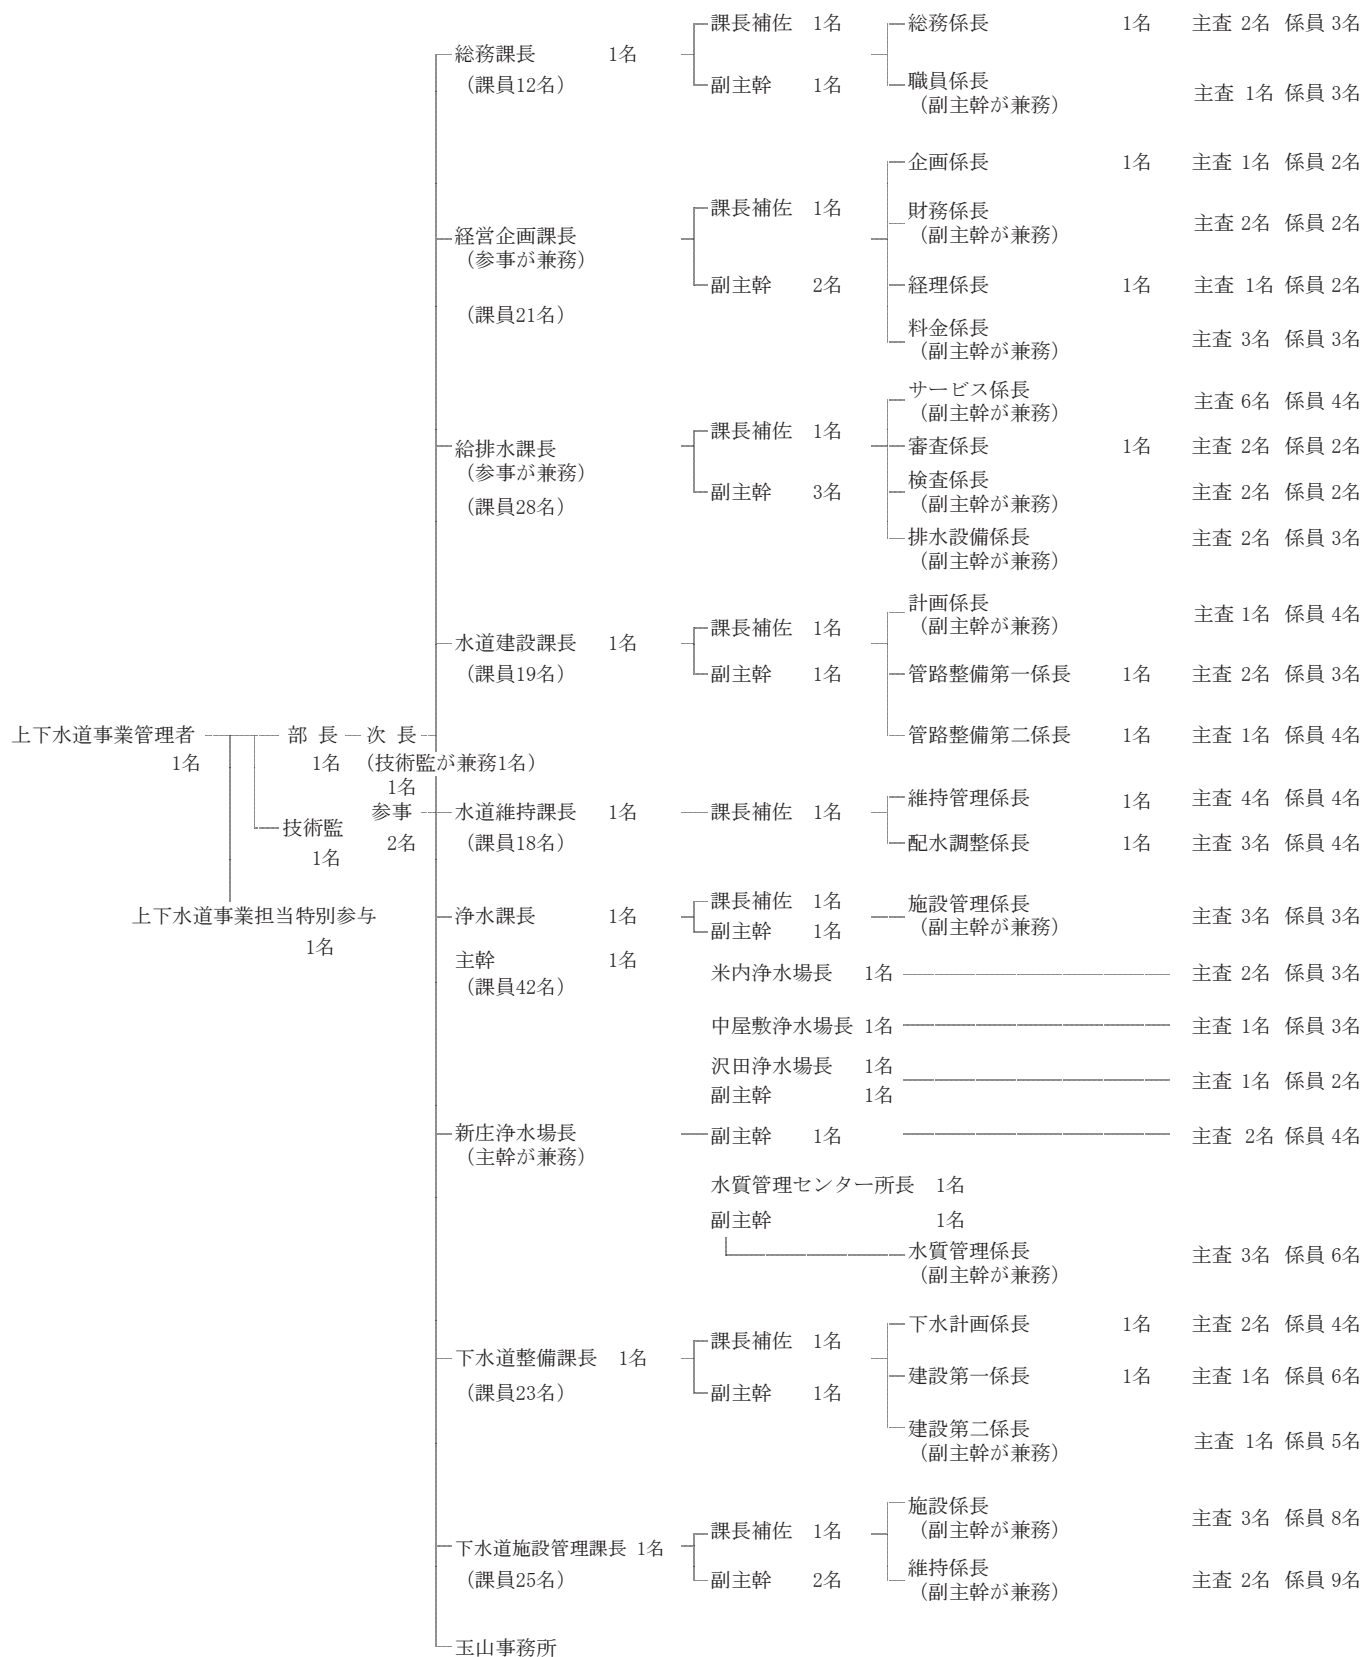 課長補佐 1名 総務係長 1名 主査 2名 係員 3名
総務課長 1名
(課員12名) 副主幹 1名 職員係長 主査 1名 係員 3名
(副主幹が兼務)
企画係長 1名 主査 1名 係員 2名
課長補佐 1名 財務係長 主査 2名 係員 2名
経営企画課長 (副主幹が兼務)
(参事が兼務)
副主幹 2名 経理係長 1名 主査 1名 係員 2名
(課員21名)
料金係長 主査 3名 係員 3名
(副主幹が兼務)
サービス係長 主査 6名 係員 4名
(副主幹が兼務)
課長補佐 1名
給排水課長 審査係長 1名 主査 2名 係員 2名
(参事が兼務)
副主幹 3名 検査係長 主査 2名 係員 2名
(課員28名) (副主幹が兼務)
排水設備係長 主査 2名 係員 3名
(副主幹が兼務)
計画係長 主査 1名 係員 4名
課長補佐 1名 (副主幹が兼務)
水道建設課長 1名
(課員19名) 副主幹 1名 管路整備第一係長 1名 主査 2名 係員 3名
上下水道事業管理者 部 長 次 長 管路整備第二係長 1名 主査 1名 係員 4名
1名 1名 (技術監が兼務1名)
1名
維持管理係長 1名 主査 4名 係員 4名
参事 水道維持課長 1名 課長補佐 1名
技術監 2名 (課員18名) 配水調整係長 1名 主査 3名 係員 4名
1名
課長補佐 1名 施設管理係長 主査 3名 係員 3名
上下水道事業担当特別参与 浄水課長 1名 (副主幹が兼務)
1名 副主幹 1名
主幹 1名
(課員42名) 米内浄水場長 1名 主査 2名 係員 3名
中屋敷浄水場長 1名 主査 1名 係員 3名
沢田浄水場長 1名 主査 1名 係員 2名
副主幹 1名
新庄浄水場長 副主幹 1名 主査 2名 係員 4名
(主幹が兼務)
水質管理センター所長 1名
副主幹 1名
水質管理係長 主査 3名 係員 6名
(副主幹が兼務)
下水計画係長 1名 主査 2名 係員 4名
課長補佐 1名
下水道整備課長 1名 建設第一係長 1名 主査 1名 係員 6名
(課員23名) 副主幹 1名
建設第二係長 主査 1名 係員 5名
(副主幹が兼務)
施設係長 主査 3名 係員 8名
課長補佐 1名 (副主幹が兼務)
下水道施設管理課長 1名
(課員25名) 副主幹 2名 維持係長 主査 2名 係員 9名
(副主幹が兼務)
玉山事務所